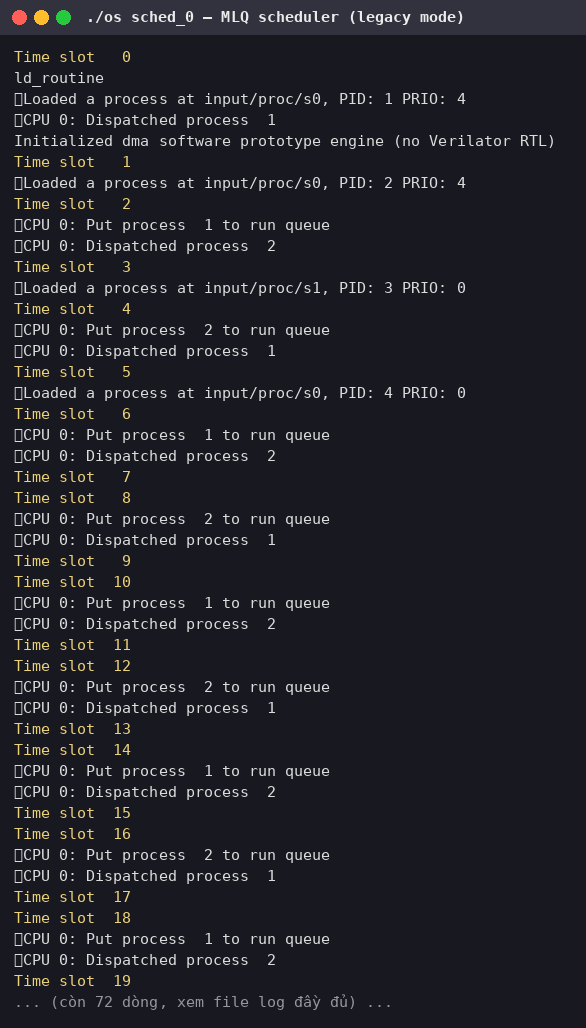 ./os sched_0 — MLQ scheduler (legacy mode)
Time slot   0
ld_routine
Loaded a process at input/proc/s0, PID: 1 PRIO: 4
CPU 0: Dispatched process  1
Initialized dma software prototype engine (no Verilator RTL)
Time slot   1
Loaded a process at input/proc/s0, PID: 2 PRIO: 4
Time slot   2
CPU 0: Put process  1 to run queue
CPU 0: Dispatched process  2
Time slot   3
Loaded a process at input/proc/s1, PID: 3 PRIO: 0
Time slot   4
CPU 0: Put process  2 to run queue
CPU 0: Dispatched process  1
Time slot   5
Loaded a process at input/proc/s0, PID: 4 PRIO: 0
Time slot   6
CPU 0: Put process  1 to run queue
CPU 0: Dispatched process  2
Time slot   7
Time slot   8
CPU 0: Put process  2 to run queue
CPU 0: Dispatched process  1
Time slot   9
Time slot  10
CPU 0: Put process  1 to run queue
CPU 0: Dispatched process  2
Time slot  11
Time slot  12
CPU 0: Put process  2 to run queue
CPU 0: Dispatched process  1
Time slot  13
Time slot  14
CPU 0: Put process  1 to run queue
CPU 0: Dispatched process  2
Time slot  15
Time slot  16
CPU 0: Put process  2 to run queue
CPU 0: Dispatched process  1
Time slot  17
Time slot  18
CPU 0: Put process  1 to run queue
CPU 0: Dispatched process  2
Time slot  19
... (còn 72 dòng, xem file log đầy đủ) ...